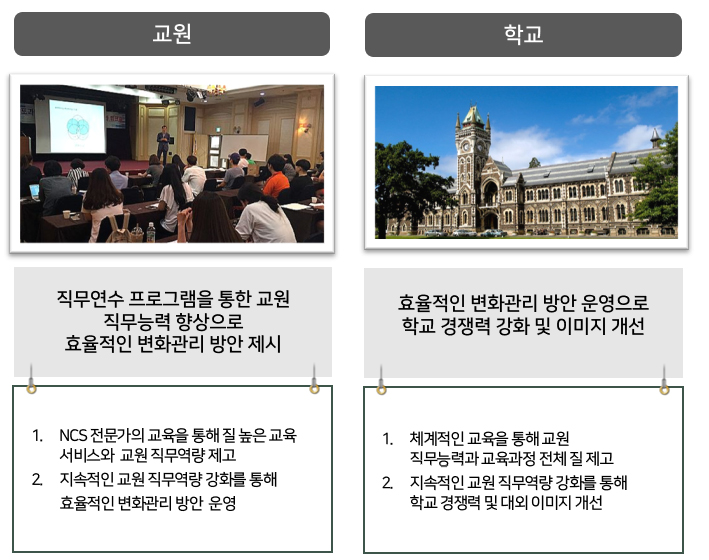 교원
학교
직무연수 프로그램을 통한 교원
직무능력 향상으로
효율적인 변화관리 방안 제시
효율적인 변화관리 방안 운영으로
학교 경쟁력 강화 및 이미지 개선
1. NCS 전문가의 교육을 통해 질 높은 교육
서비스와 교원 직무역량 제고
2. 지속적인 교원 직무역량 강화를 통해
효율적인 변화관리 방안 운영
1. 체계적인 교육을 통해 교원
직무능력과 교육과정 전체 질 제고
2. 지속적인 교원 직무역량 강화를 통해
학교 경쟁력 및 대외 이미지 개선